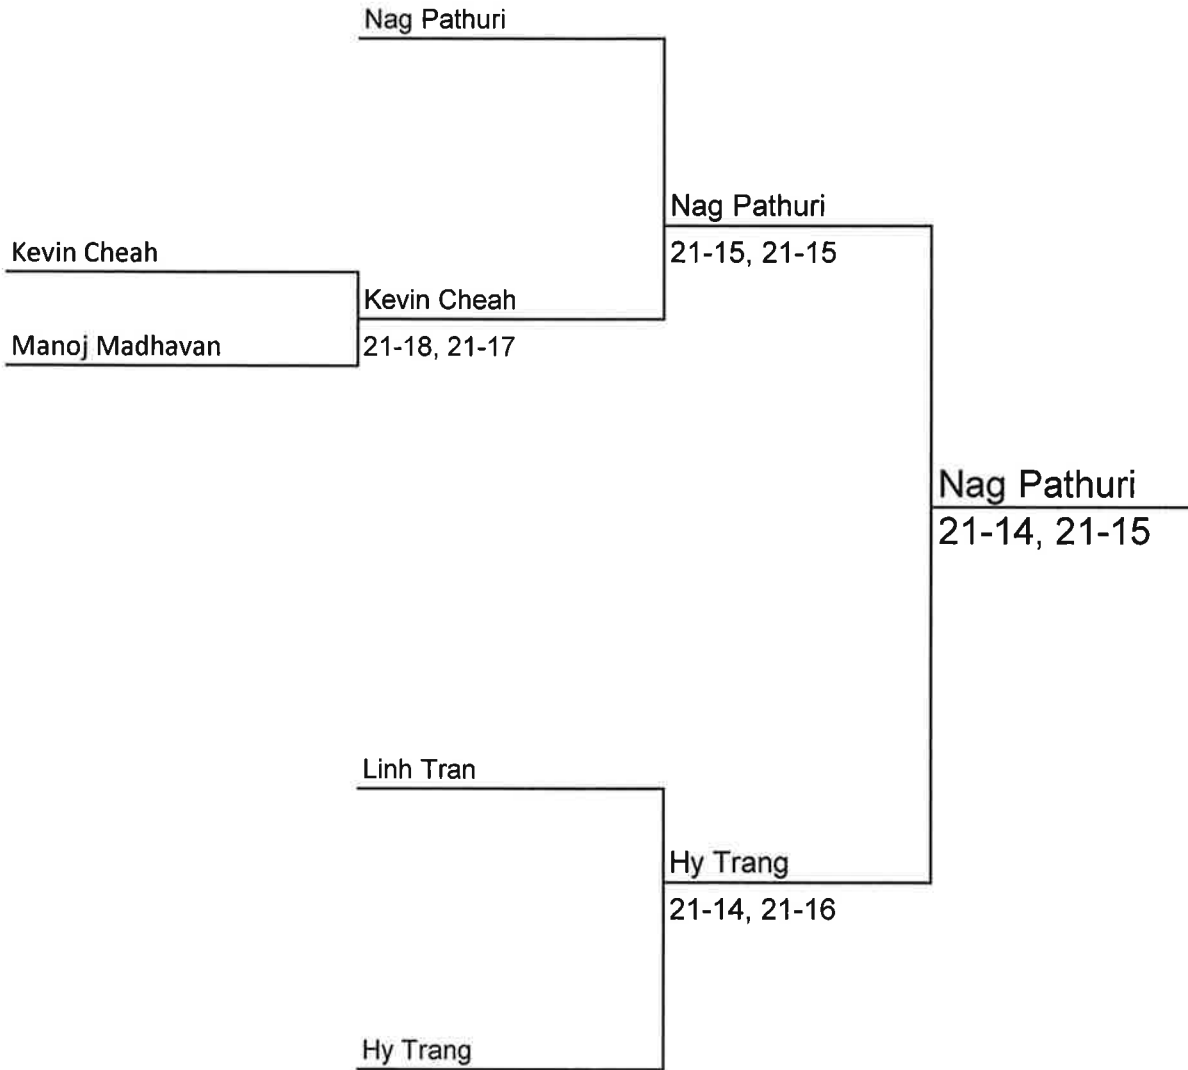 Nag Pathuri
Nag Pathuri
21-15, 21-15
Kevin Cheah
Kevin Cheah
Manoj Madhavan
21-18, 21-17
Nag Pathuri
21-14, 21-15
Linh Tran
Hy Trang
21-14, 21-16
Hy Trang